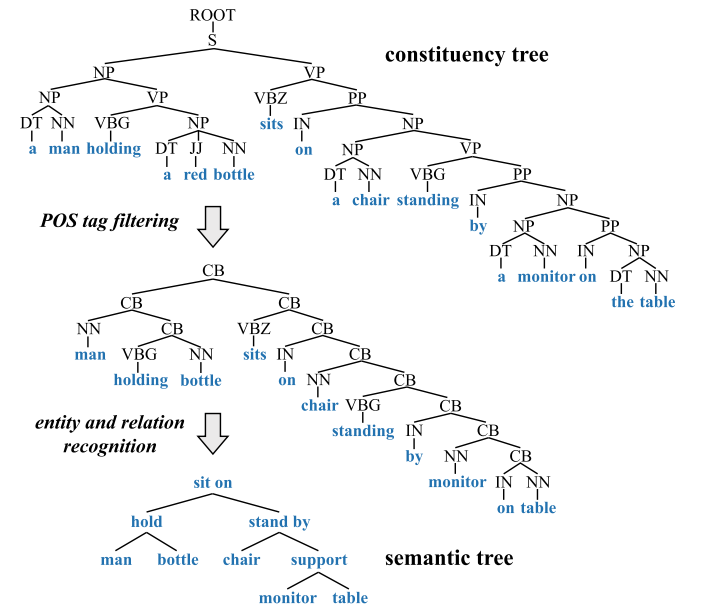 ROOT
S
constituency tree
NP VP
NP VP VBZ PP
DT NN VBG NP sits IN NP
a man holding DT JJ NN on NP VP
a red bottle DT NN VBG PP
a chair standing IN NP
POS tag filtering by NP PP
DT NN IN NP
a monitor on DT NN
the table
CB
CB CB
NN CB VBZ CB
man VBG NN sits IN CB
holding bottle on NN CB
chair VBG CB
entity and relation standing IN CB
recognition by NN CB
monitor IN NN
on table
sit on
hold stand by
man bottle chair support
semantic tree
monitor table